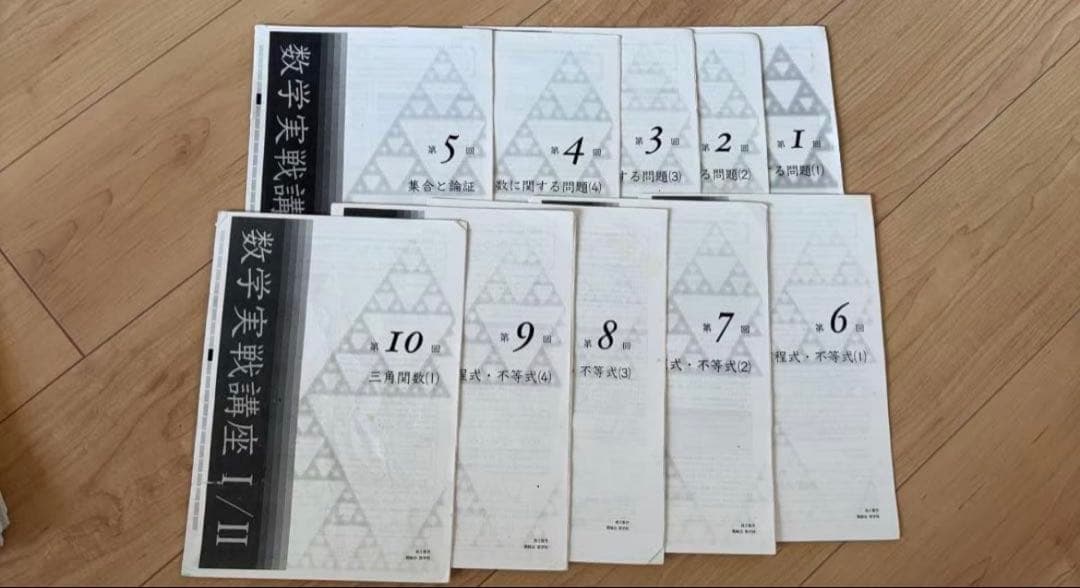 数学実戦講
第5回
集合と論証
第4回
数に関する問題(4)
第3回
する問題(3)
第2回
る問題(2)
第1回
る問題(1)
数学実戦講座 I/II
第10回
三角関数(1)
第9回
程式・不等式(4)
第8回
不等式(3)
第7回
式・不等式(2)
第6回
程式・不等式(1)